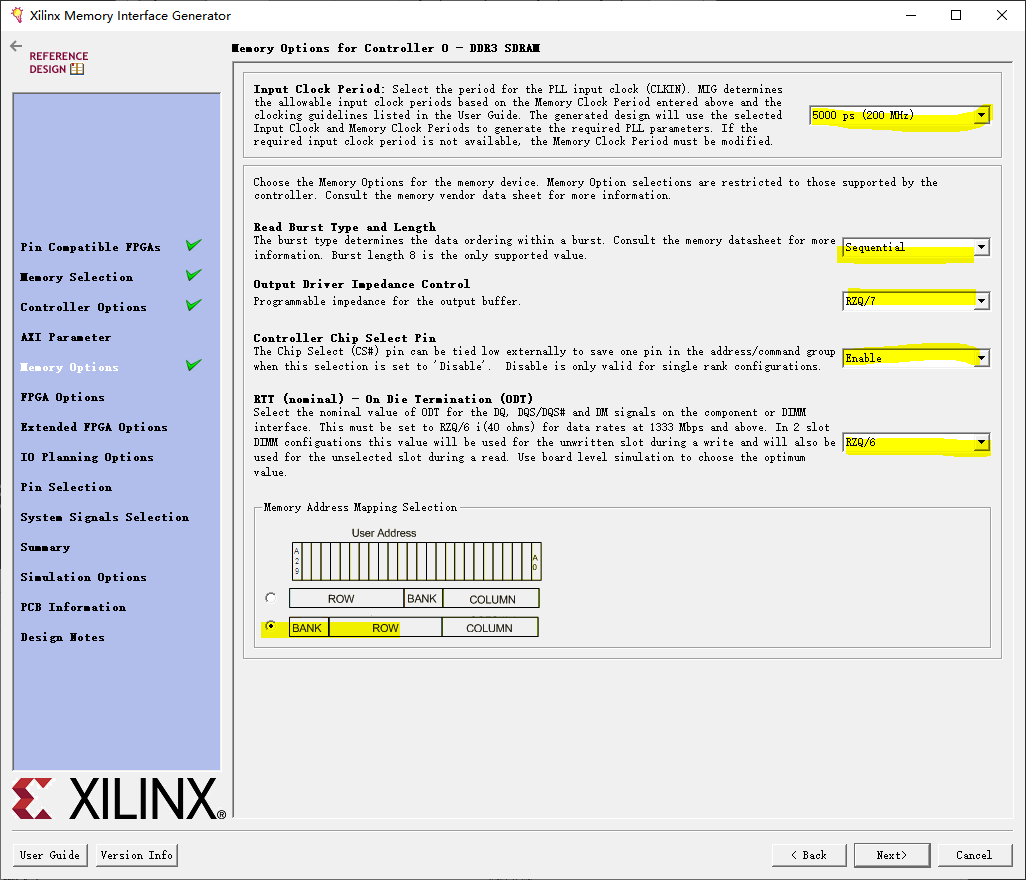 Xilinx Memory Interface Generator
REFERENCE
DESIGN
Memory Options for Controller 0 - DDR3 SDRAM
Input Clock Period: Select the period for the PLL input clock (CLKIN). MIG determines
the allowable input clock periods based on the Memory Clock Period entered above and the
clocking guidelines listed in the User Guide. The generated design will use the selected
Input Clock and Memory Clock Periods to generate the required PLL parameters. If the
required input clock period is not available, the Memory Clock Period must be modified.
5000 ps (200 MHz)
Choose the Memory Options for the memory device. Memory Option selections are restricted to those supported by the
controller. Consult the memory vendor data sheet for more information.
Read Burst Type and Length
The burst type determines the data ordering within a burst. Consult the memory datasheet for more
information. Burst length 8 is the only supported value.
Sequential
Output Driver Impedance Control
Programmable impedance for the output buffer.
RZQ/7
Controller Chip Select Pin
The Chip Select (CS#) pin can be tied low externally to save one pin in the address/command group
when this selection is set to 'Disable'. Disable is only valid for single rank configurations.
Enable
RTT (nominal) - On Die Termination (ODT)
Select the nominal value of ODT for the DQ, DQS/DQS# and DM signals on the component or DIMM
interface. This must be set to RZQ/6 i(40 ohms) for data rates at 1333 Mbps and above. In 2 slot
DIMM configuations this value will be used for the unwritten slot during a write and will also be
used for the unselected slot during a read. Use board level simulation to choose the optimum
value.
RZQ/6
Memory Address Mapping Selection
User Address
A29
A0
ROW BANK COLUMN
BANK ROW COLUMN
Pin Compatible FPGAs
Memory Selection
Controller Options
AXI Parameter
Memory Options
FPGA Options
Extended FPGA Options
IO Planning Options
Pin Selection
System Signals Selection
Summary
Simulation Options
PCB Information
Design Notes
XILINX®
User Guide
Version Info
< Back
Next>
Cancel